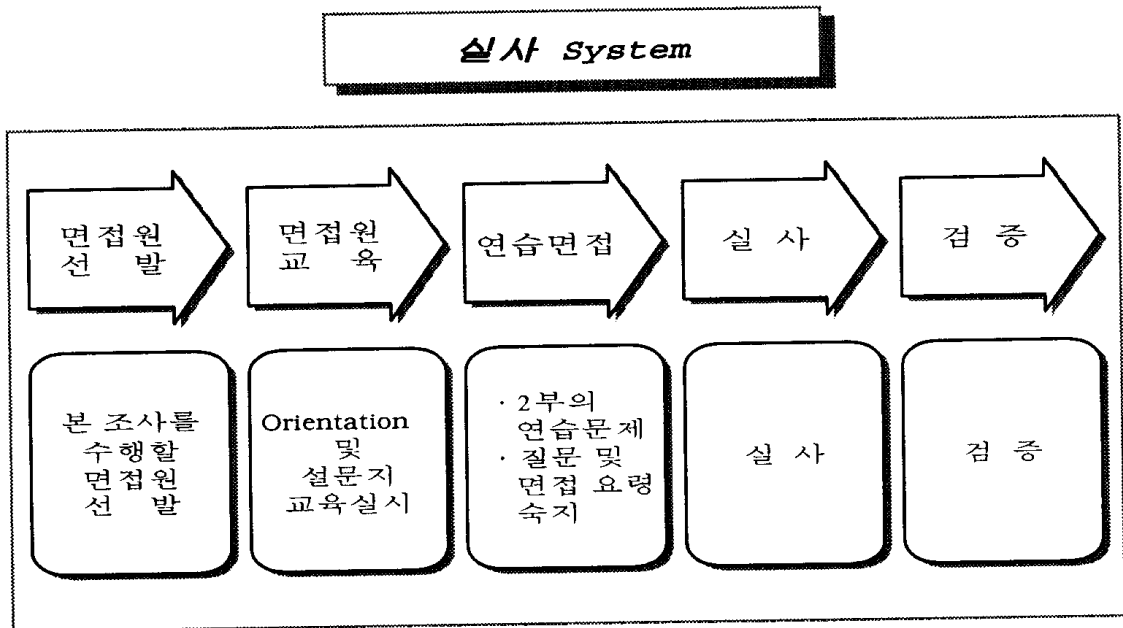 실사 System
면접원
선 발
면접원
교 육
연습면접
실 사
검 증
본 조사를
수행할
면접원
선 발
Orientation
및
설문지
교육실시
· 2부의
연습문제
· 질문 및
면접 요령
숙지
실 사
검 증